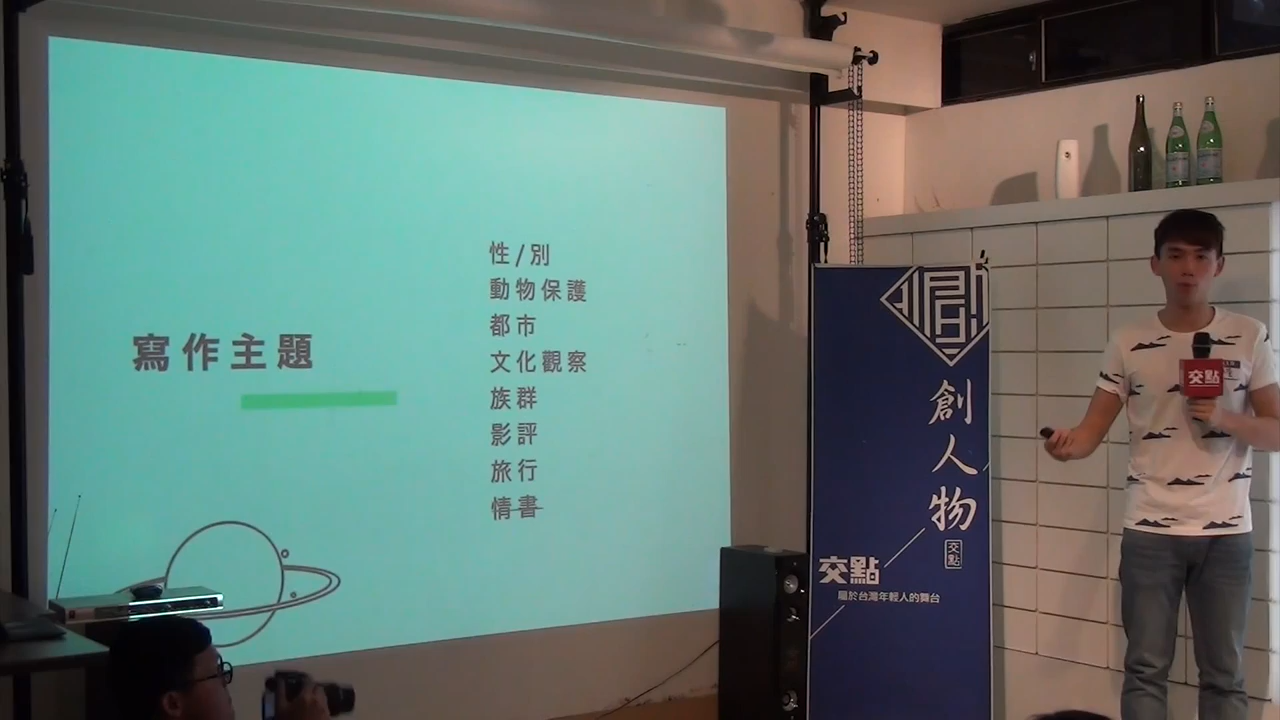 寫作主題
性/別
動物保護
都市
文化觀察
族群
影評
旅行
情書
創人物
交點
交點
屬於台灣年輕人的舞台
交點